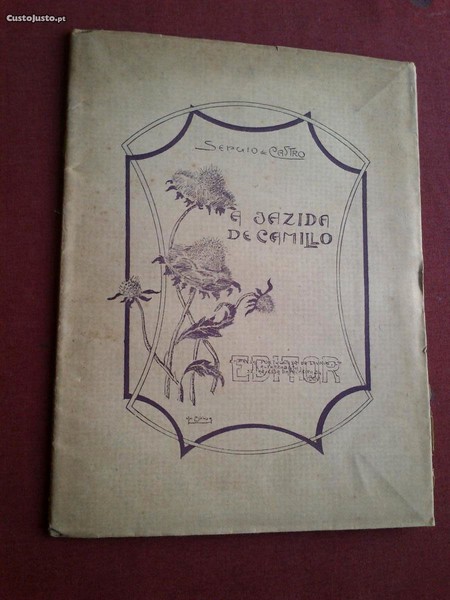 CustoJusto.pt
SERGIO de CASTRO
A JAZIDA
DE CAMILLO
EDITOR